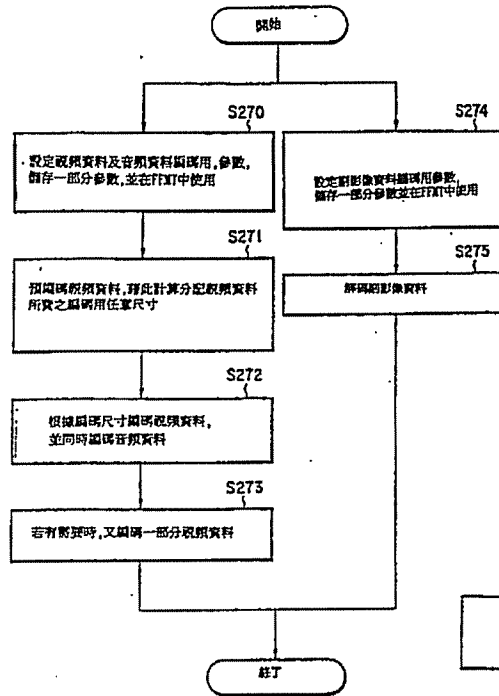 開始
S270
設定視頻資料及音頻資料編碼用,參數,
儲存一部分參數,並在FFMT中使用
S274
設定副影像資料編碼用參數,
儲存一部分參數並在FFMT中使用
S271
預編碼視頻資料,藉此計算分配視頻資料
所費之編碼用任意尺寸
S275
解碼副影像資料
S272
根據編碼尺寸編碼視頻資料,
並同時編碼音頻資料
S273
若有需要時,又編碼一部分視頻資料
終了